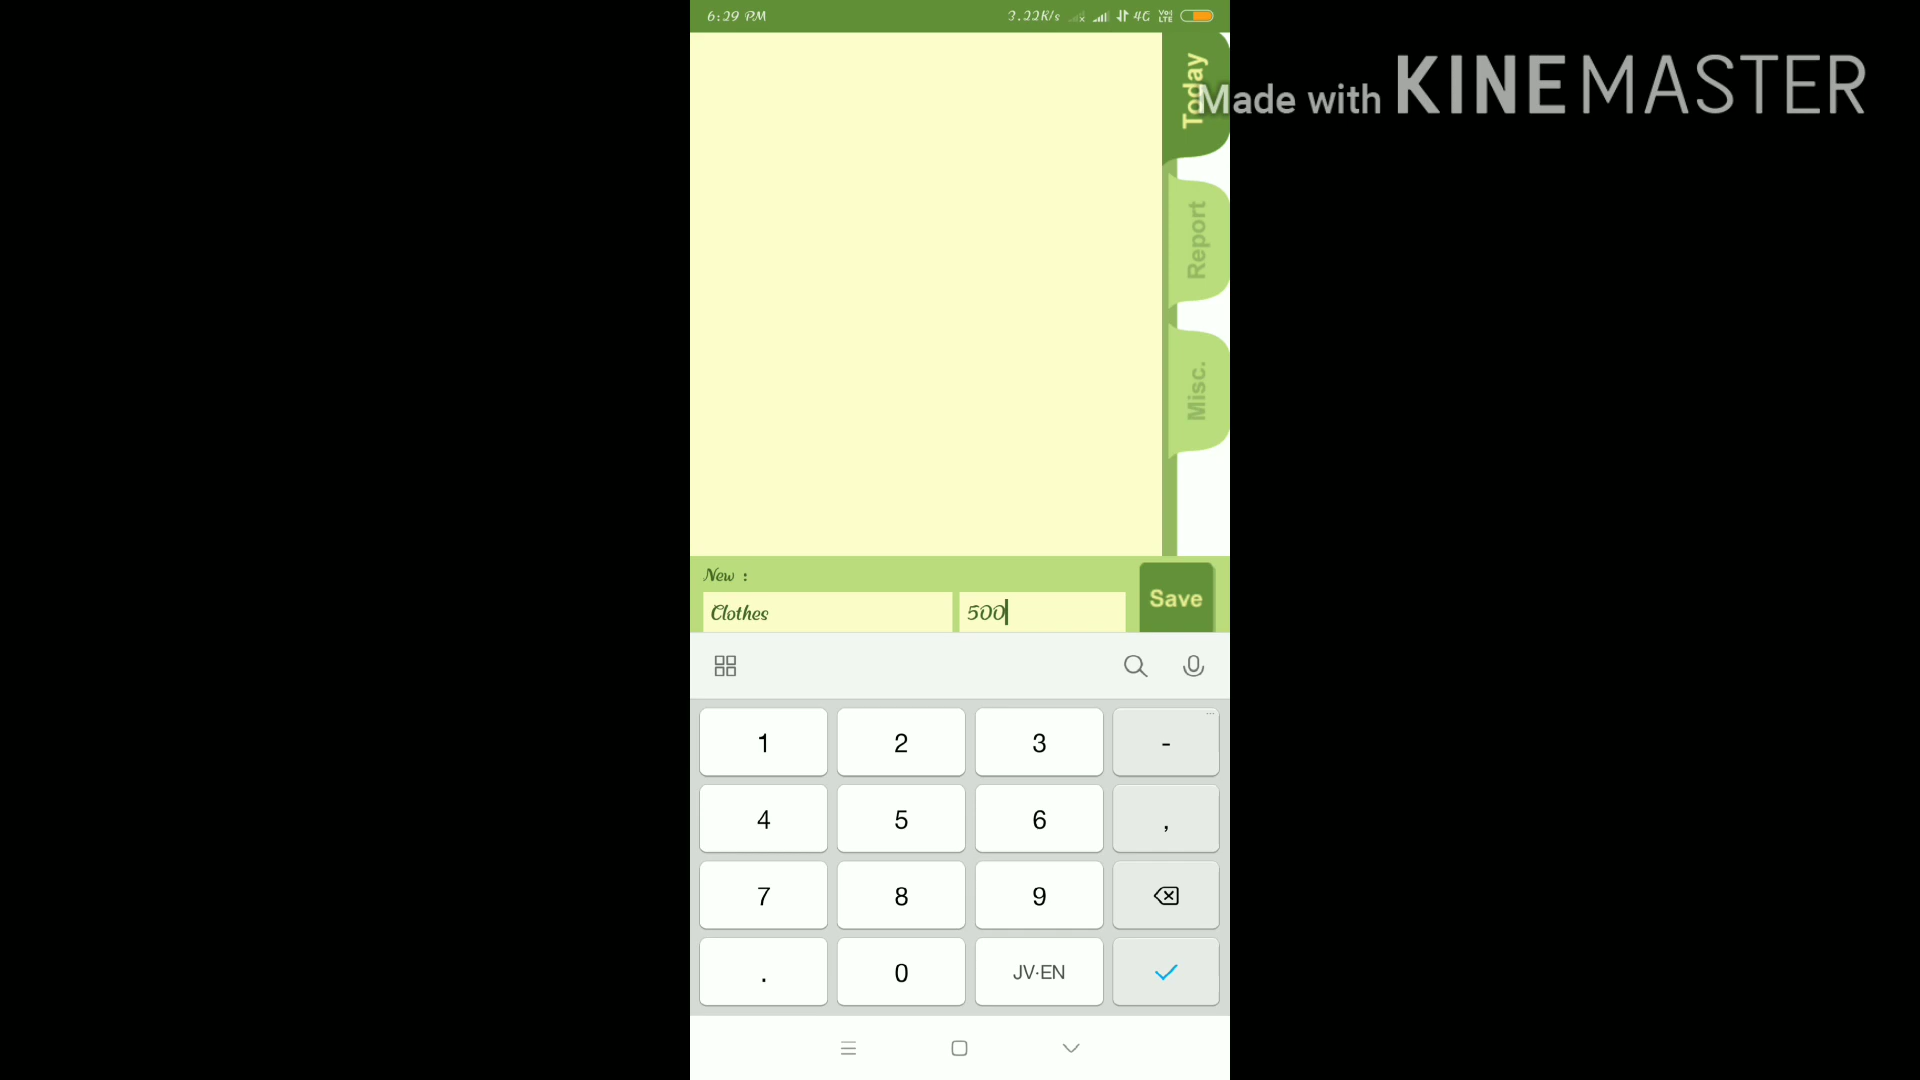 6:29 PM 3.22K/s 4G VoLTE
Today
Made with KINEMASTER
Report
Misc.
New :
Clothes 500 Save
1 2 3 -
4 5 6 ,
7 8 9
. 0 JV·EN